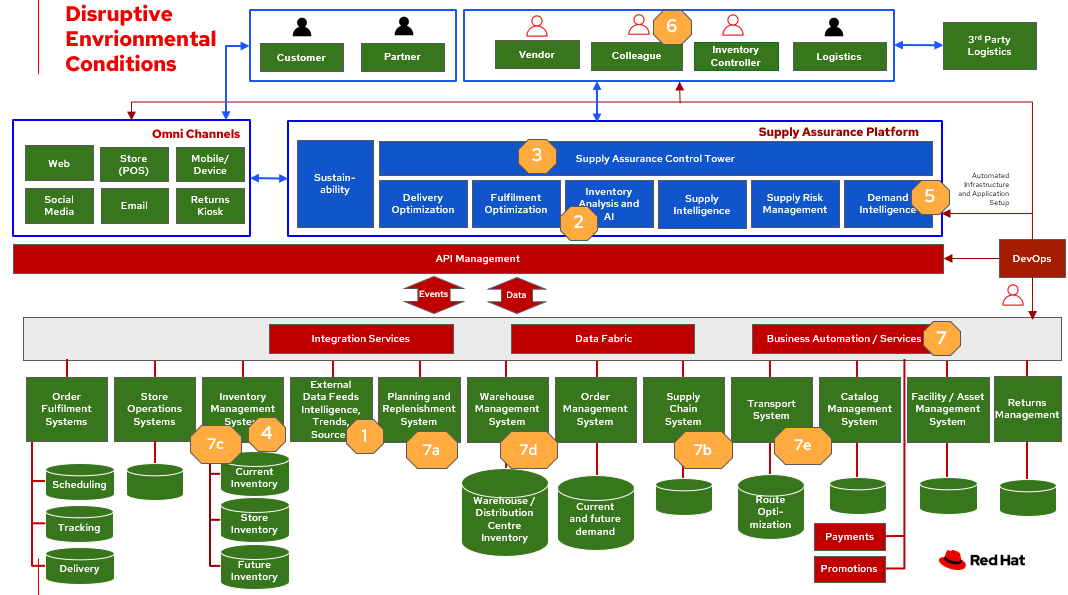 Disruptive
Envrionmental
Conditions
Customer
Partner
Vendor
Colleague
6
Inventory
Controller
Logistics
3rd Party
Logistics
Omni Channels
Web
Store
(POS)
Mobile/
Device
Social
Media
Email
Returns
Kiosk
Supply Assurance Platform
Sustain-
ability
3
Supply Assurance Control Tower
Delivery
Optimization
Fulfilment
Optimization
Inventory
Analysis and
AI
2
Supply
Intelligence
Supply Risk
Management
Demand
Intelligence
5
Automated
Infrastructure
and Application
Setup
API Management
DevOps
Events
Data
Integration Services
Data Fabric
Business Automation / Services
7
Order
Fulfilment
Systems
Store
Operations
Systems
Inventory
Management
System
7c
4
External
Data Feeds
Intelligence,
Trends,
Source
1
Planning and
Replenishment
System
7a
Warehouse
Management
System
7d
Order
Management
System
Supply
Chain
System
7b
Transport
System
7e
Catalog
Management
System
Facility / Asset
Management
System
Returns
Management
Scheduling
Tracking
Delivery
Current
Inventory
Store
Inventory
Future
Inventory
Warehouse /
Distribution
Centre
Inventory
Current
and future
demand
Route
Opti-
mization
Payments
Promotions
Red Hat